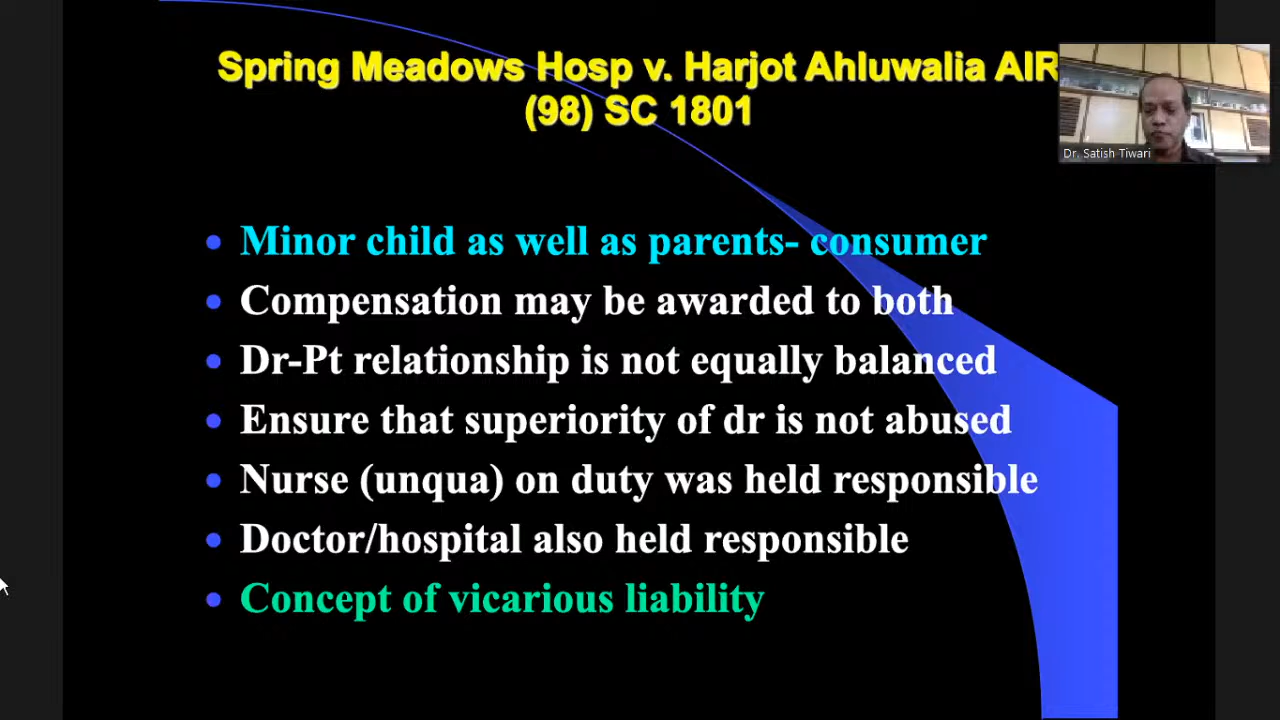 Spring Meadows Hosp v. Harjot Ahluwalia AIR
(98) SC 1801
Dr. Satish Tiwari
• Minor child as well as parents- consumer
• Compensation may be awarded to both
• Dr-Pt relationship is not equally balanced
• Ensure that superiority of dr is not abused
• Nurse (unqua) on duty was held responsible
• Doctor/hospital also held responsible
• Concept of vicarious liability